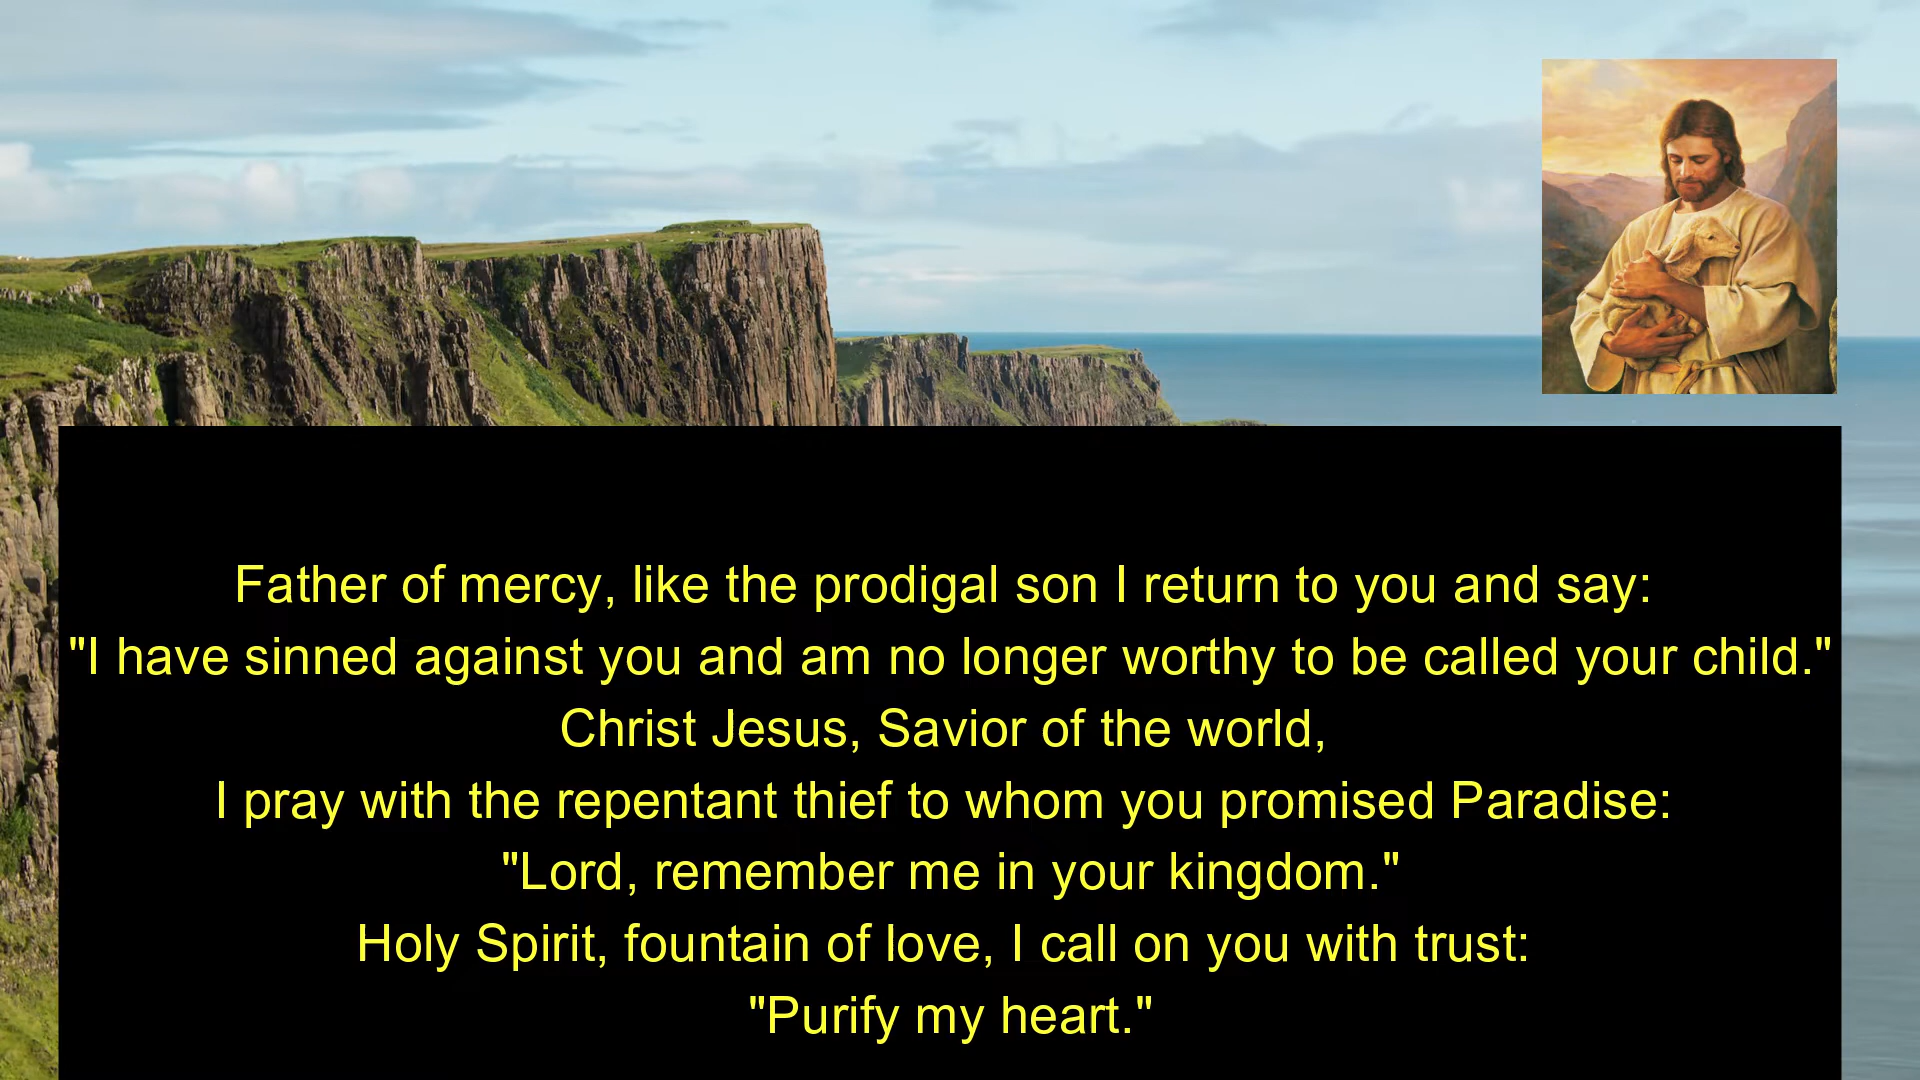 Father of mercy, like the prodigal son I return to you and say:
"I have sinned against you and am no longer worthy to be called your child."
Christ Jesus, Savior of the world,
I pray with the repentant thief to whom you promised Paradise:
"Lord, remember me in your kingdom."
Holy Spirit, fountain of love, I call on you with trust:
"Purify my heart."